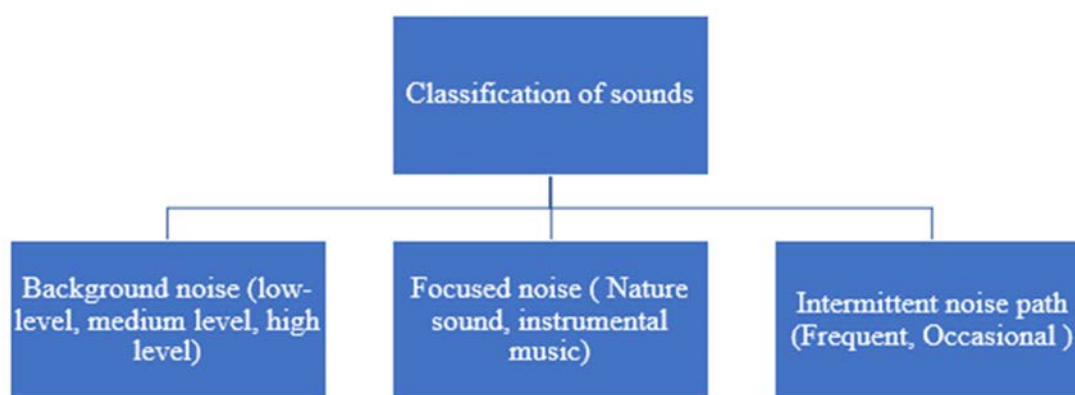 Classification of sounds
Background noise (low-
level, medium level, high
level)
Focused noise ( Nature
sound, instrumental
music)
Intermittent noise path
(Frequent, Occasional )